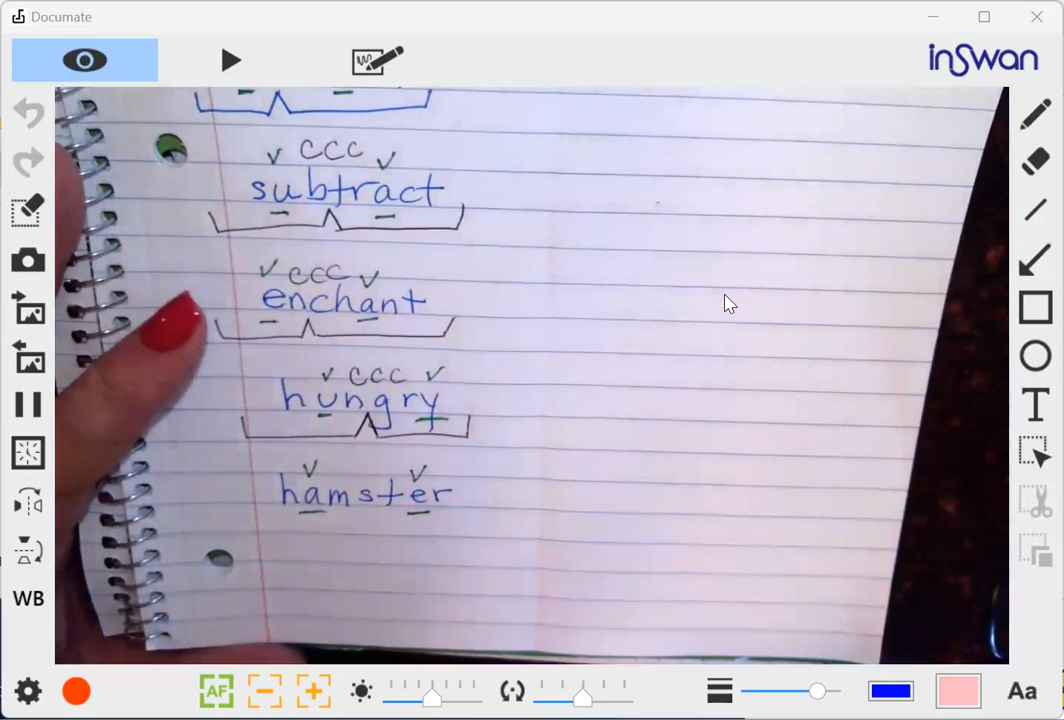 Documate
inSwan
✓ CCC ✓
subtract
✓ CCC ✓
enchant
✓ CCC ✓
hungry
✓ ✓
hamster
WB
AF
Aa